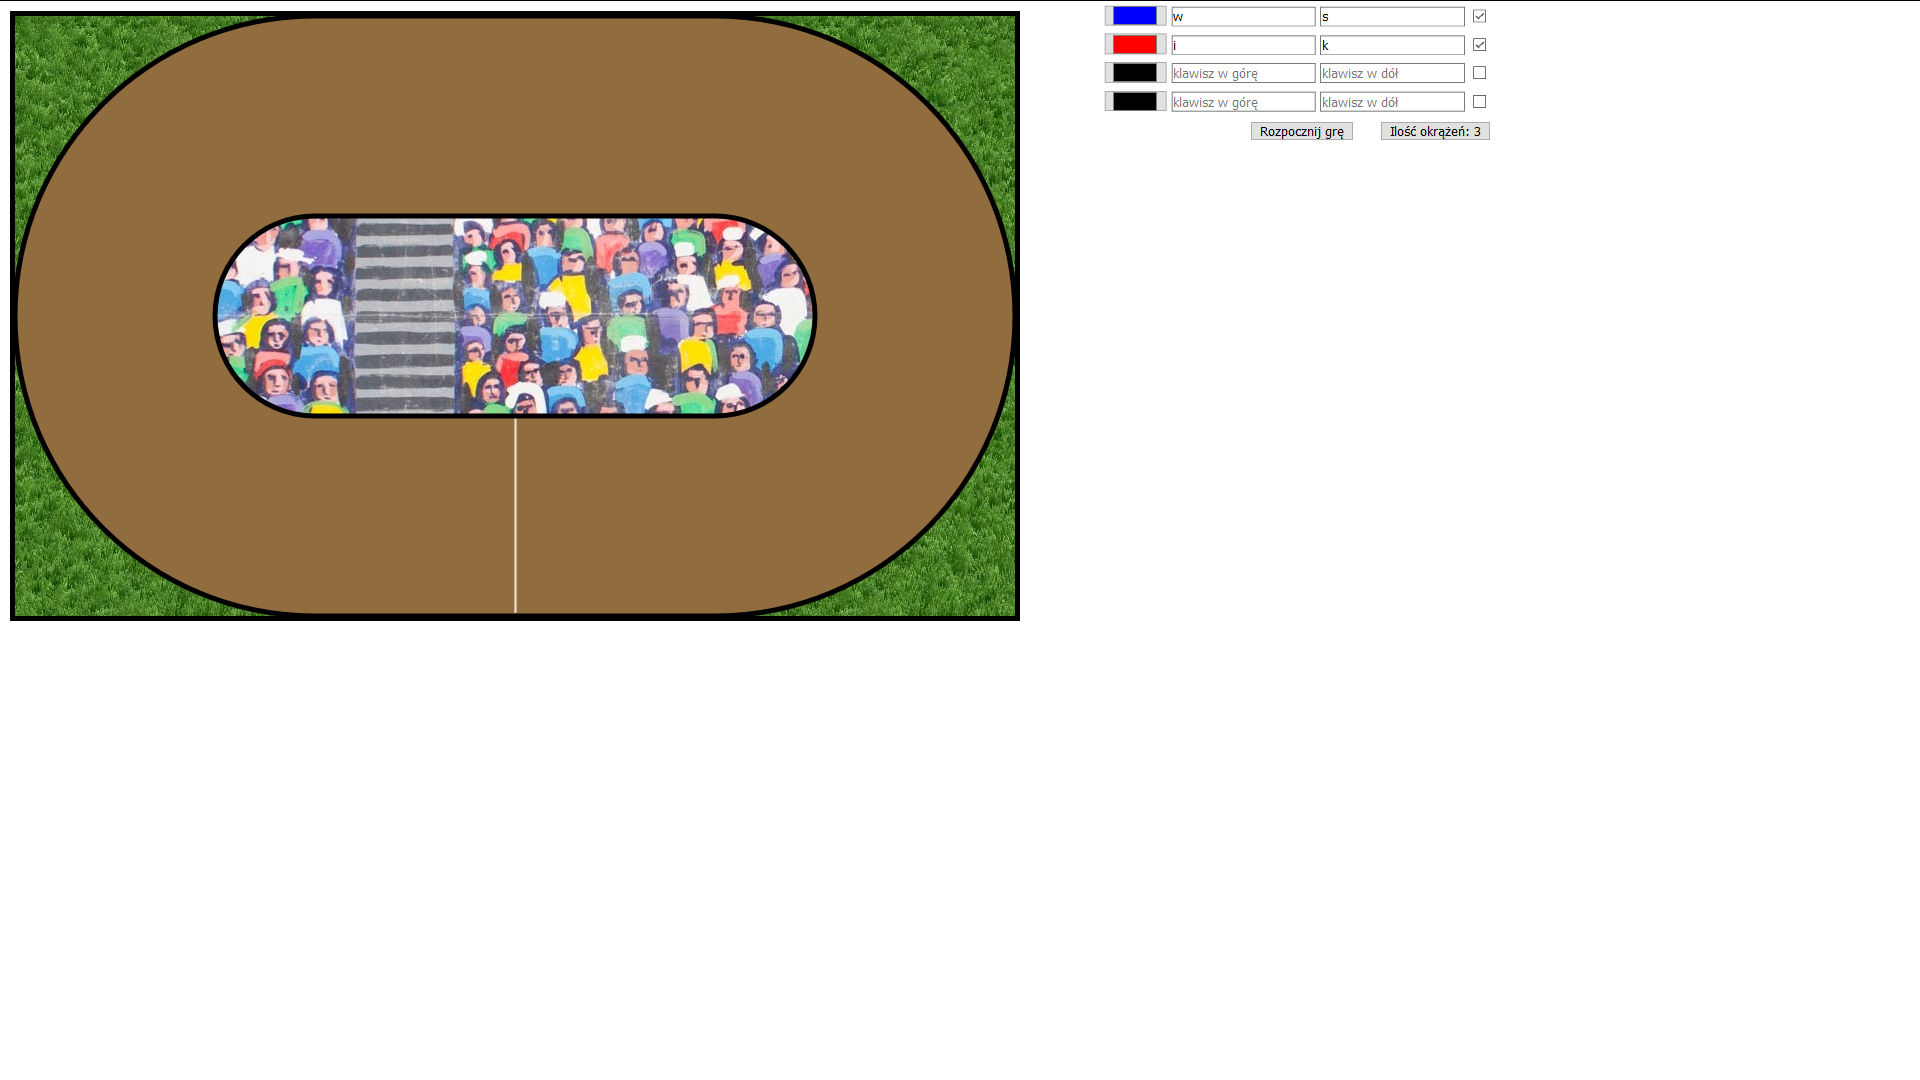 w s
i k
klawisz w górę klawisz w dół
klawisz w górę klawisz w dół
Rozpocznij grę Ilość okrążeń: 3